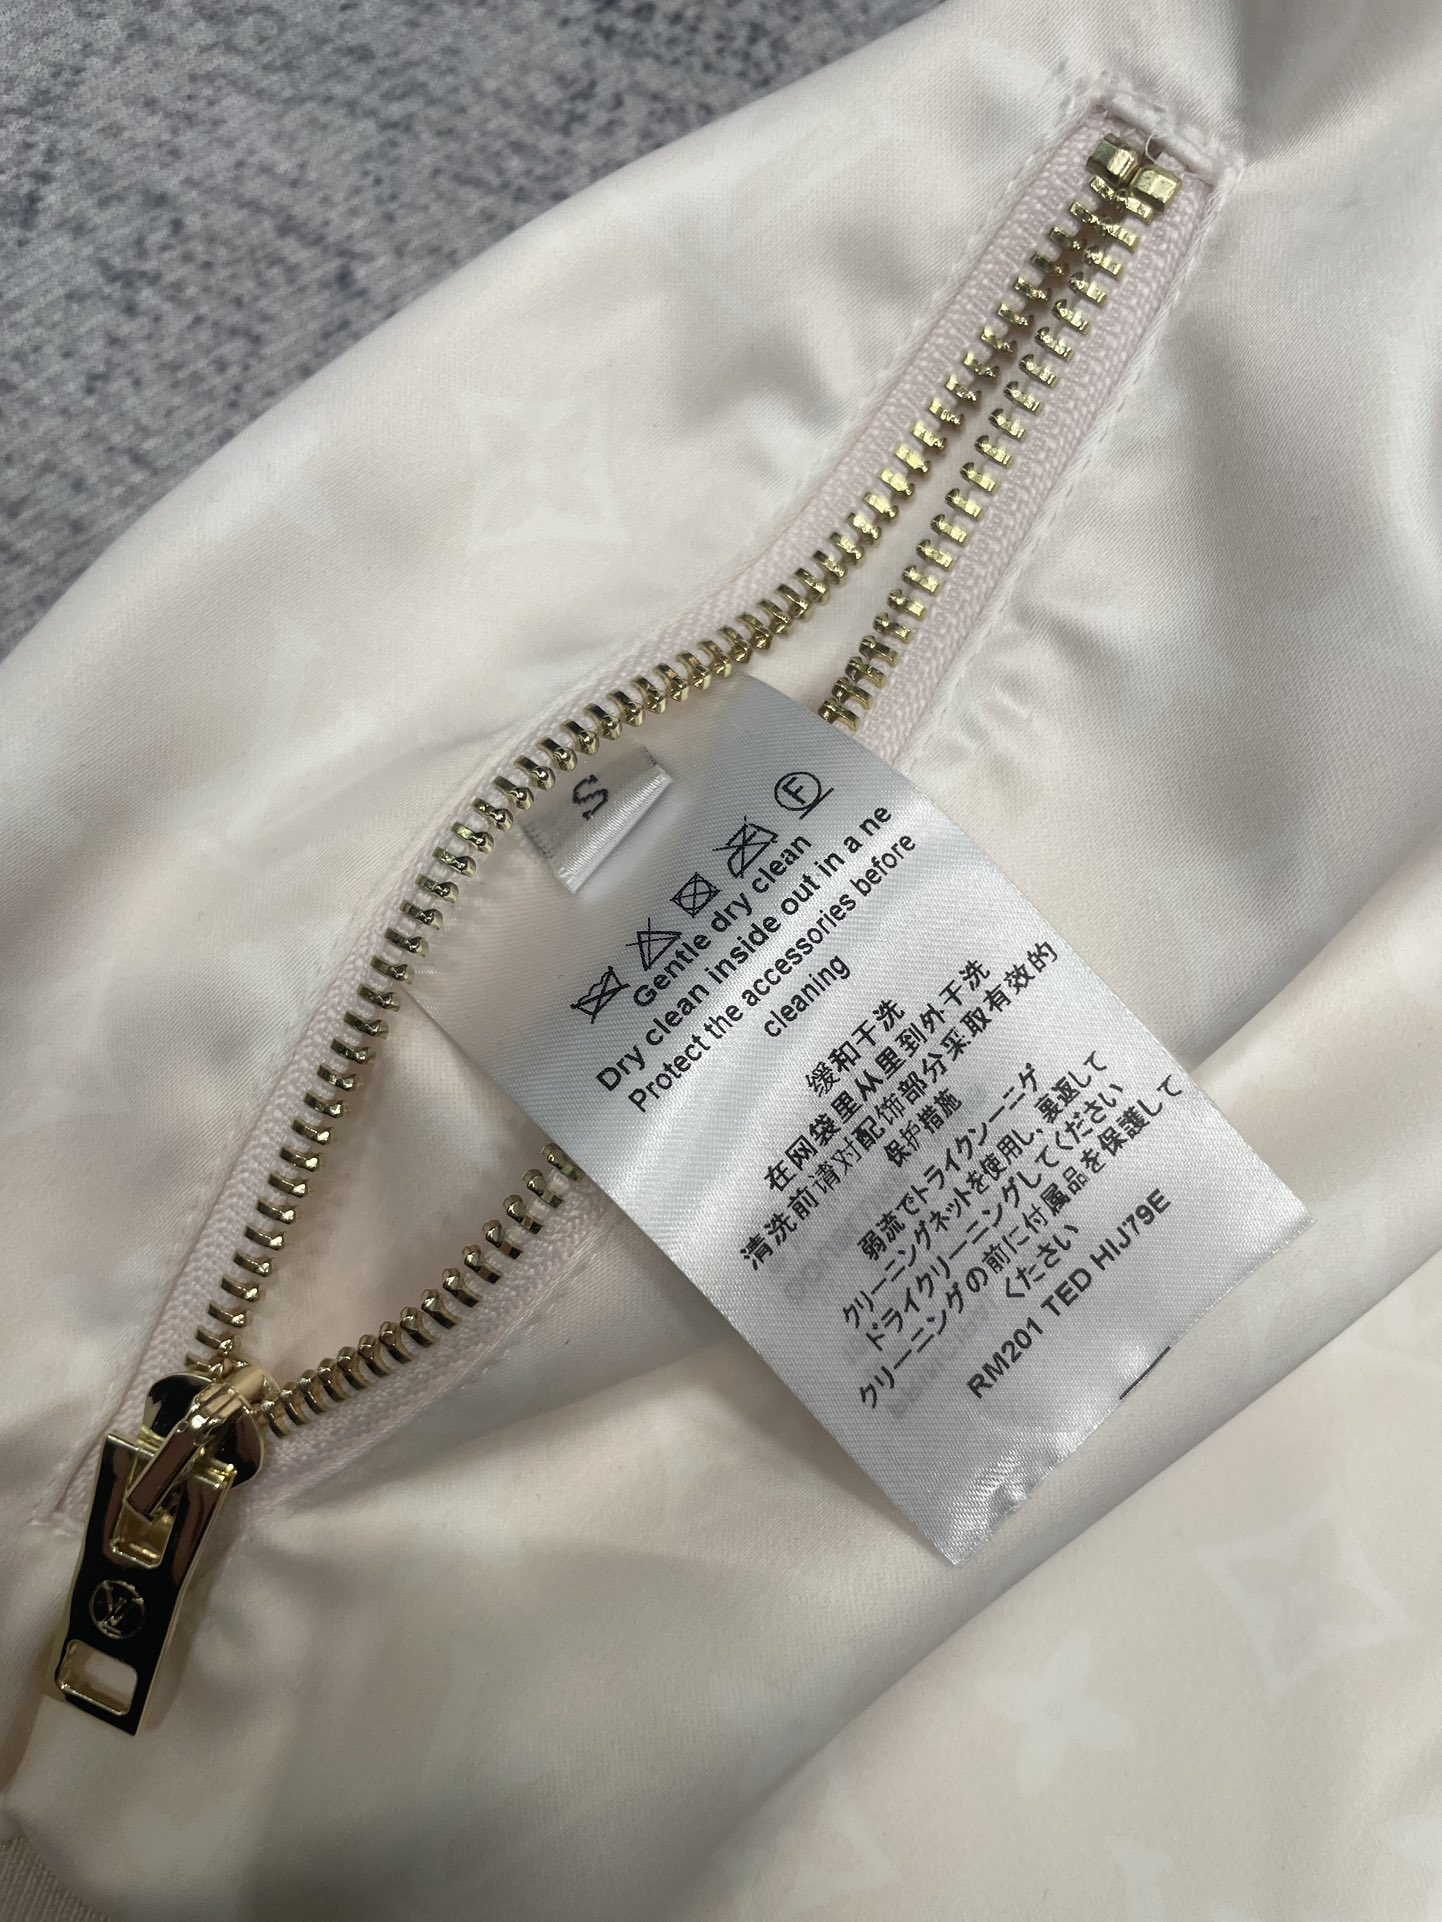 S
F
Gentle dry clean
Dry clean inside out in a ne
Protect the accessories before
cleaning
缓和干洗
在网袋里从里到外干洗
清洗前请对配饰部分采取有效的
保护措施
弱流でトライクンーニゲ
クリーニングネットを使用し、裏返して
ドライクリーニングしてください
クリーニングの前に付属品を保護して
ください
RM201 TED HIJ79E
LV